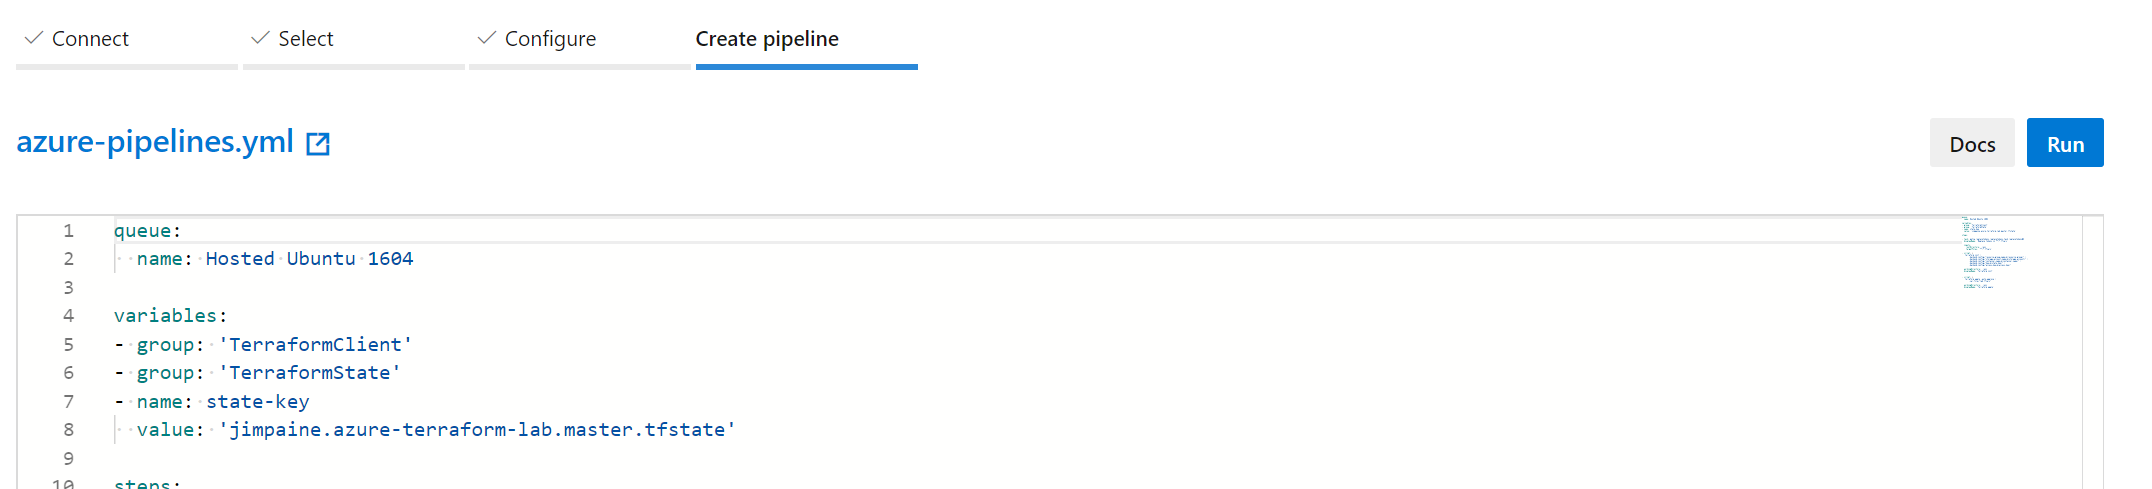 Connect Select Configure Create pipeline
azure-pipelines.yml Docs Run
1 queue:
2 name: Hosted Ubuntu 1604
3
4 variables:
5 - group: 'TerraformClient'
6 - group: 'TerraformState'
7 - name: state-key
8 value: 'jimpaine.azure-terraform-lab.master.tfstate'
9
10 steps: